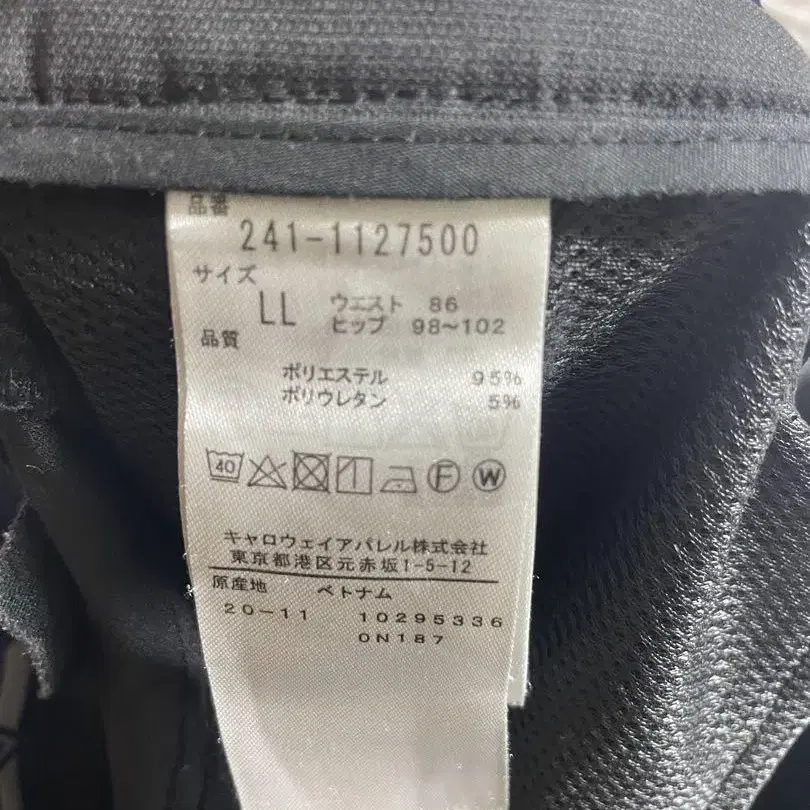 品番
241-1127500
サイズ
LL ウエスト 86
ヒップ 98~102
品質
ポリエステル 95%
ポリウレタン 5%
40 F W
キャロウェイアパレル株式会社
東京都港区元赤坂1-5-12
原産地 ベトナム
20-11 10295336
0N187